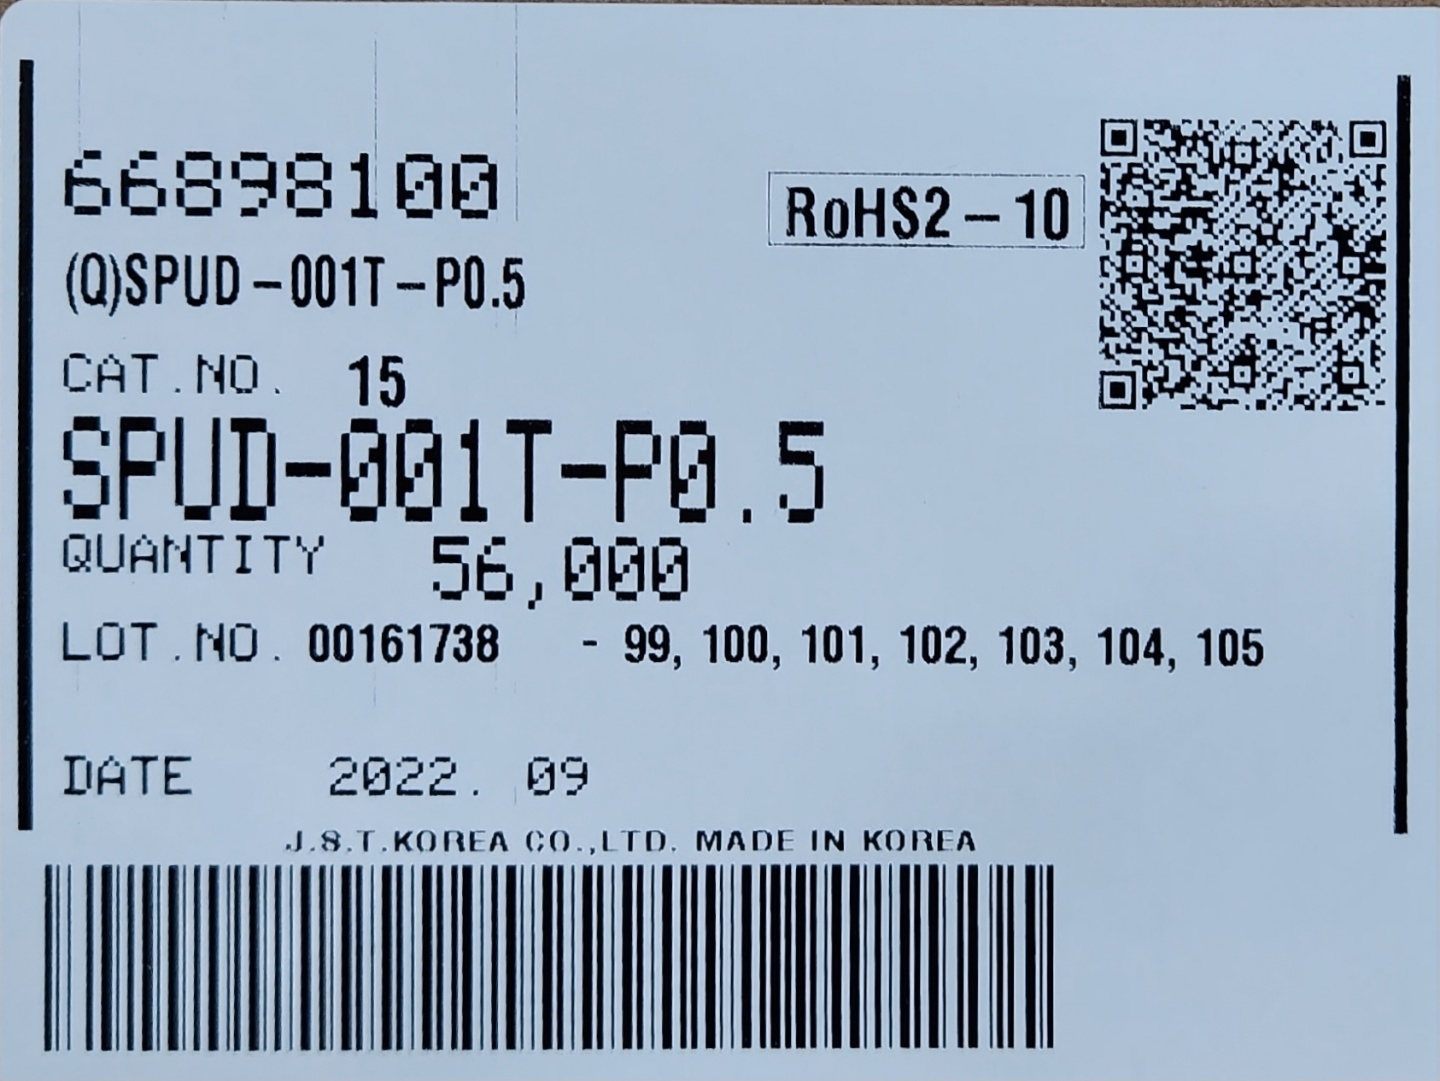 66898100
RoHS2-10
(Q)SPUD-001T-P0.5
CAT.NO. 15
SPUD-001T-P0.5
QUANTITY 56,000
LOT.NO. 00161738 - 99, 100, 101, 102, 103, 104, 105
DATE 2022. 09
J.S.T.KOREA CO.,LTD. MADE IN KOREA